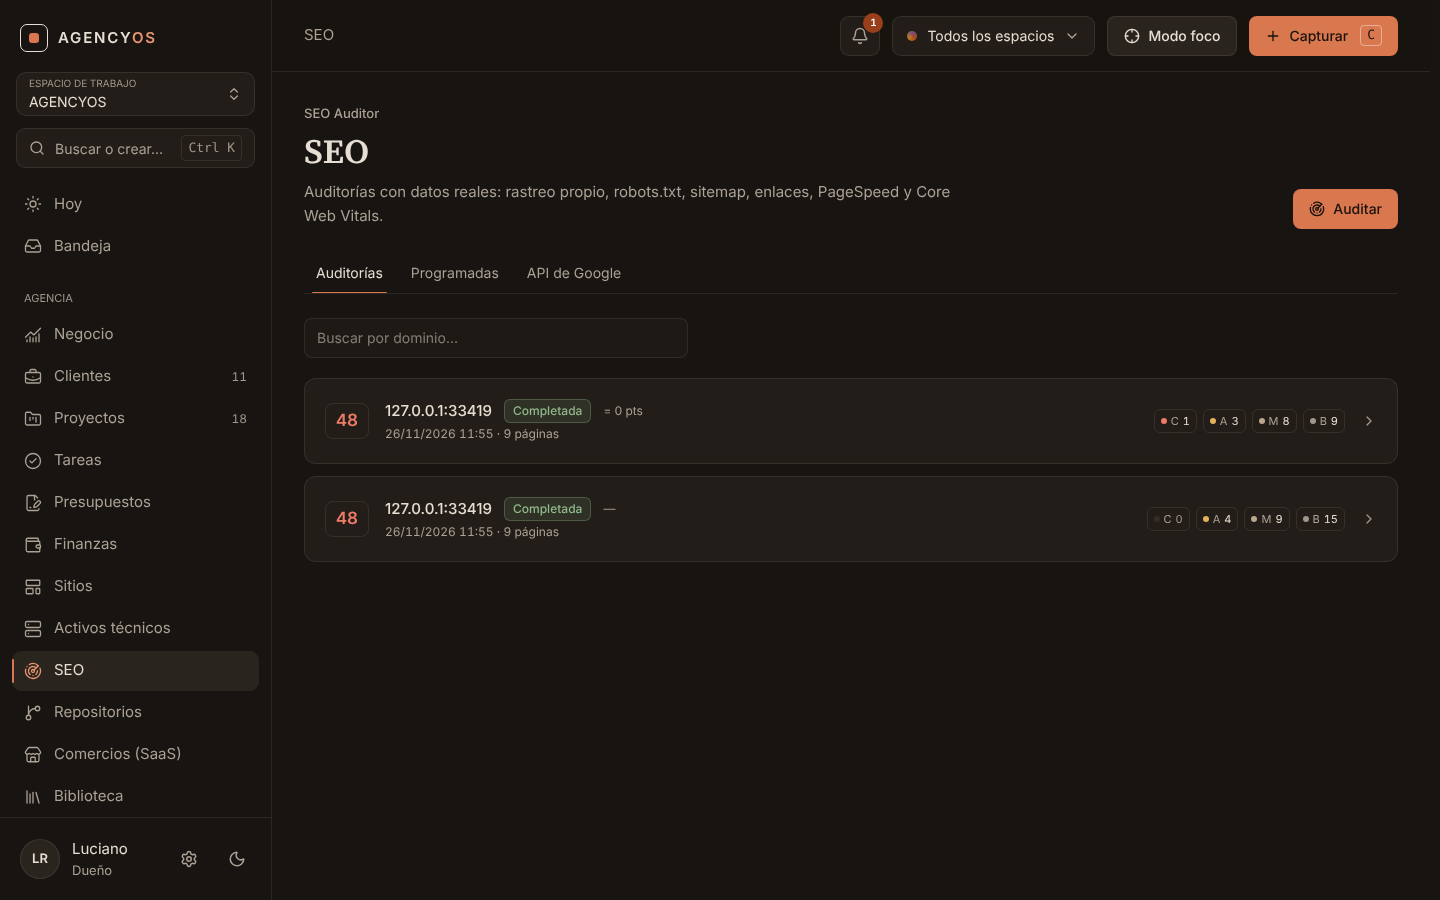 AGENCYOS
ESPACIO DE TRABAJO
AGENCYOS
Buscar o crear... Ctrl K
Hoy
Bandeja
AGENCIA
Negocio
Clientes 11
Proyectos 18
Tareas
Presupuestos
Finanzas
Sitios
Activos técnicos
SEO
Repositorios
Comercios (SaaS)
Biblioteca
LR
Luciano
Dueño
SEO
1
Todos los espacios
Modo foco
Capturar C
SEO Auditor
SEO
Auditorías con datos reales: rastreo propio, robots.txt, sitemap, enlaces, PageSpeed y Core
Web Vitals.
Auditar
Auditorías Programadas API de Google
Buscar por dominio...
48
127.0.0.1:33419 Completada = 0 pts
26/11/2026 11:55 · 9 páginas
C 1 A 3 M 8 B 9
48
127.0.0.1:33419 Completada —
26/11/2026 11:55 · 9 páginas
C 0 A 4 M 9 B 15